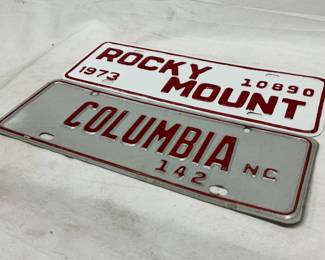 ROCKY
1973 10890
MOUNT
COLUMBIA
142 NC